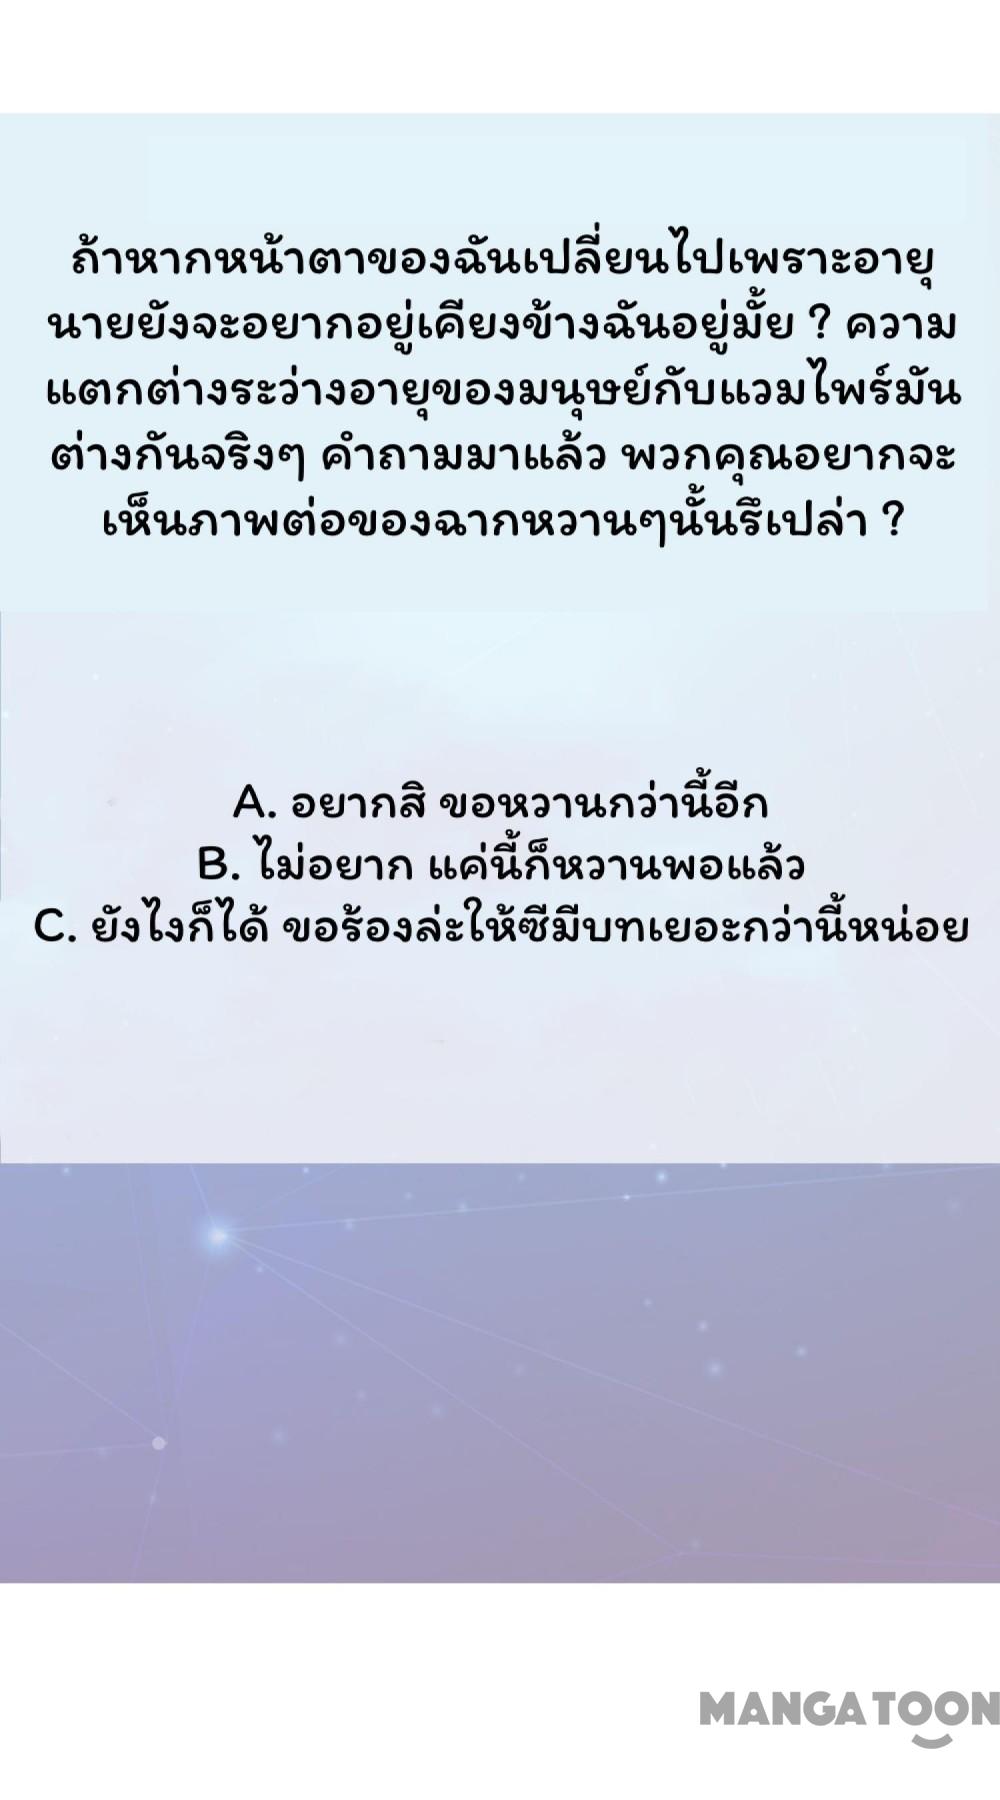 ถ้าหากหน้าตาของฉันเปลี่ยนไปเพราะอายุ
นายยังจะอยากอยู่เคียงข้างฉันอยู่มั้ย ? ความ
แตกต่างระว่างอายุของมนุษย์กับแวมไพร์มัน
ต่างกันจริงๆ คำถามมาแล้ว พวกคุณอยากจะ
เห็นภาพต่อของฉากหวานๆนั้นรึเปล่า ?
A. อยากสิ ขอหวานกว่านี้อีก
B. ไม่อยาก แค่นี้ก็หวานพอแล้ว
C. ยังไงก็ได้ ขอร้องล่ะให้ซีมีบทเยอะกว่านี้หน่อย
MANGATOON